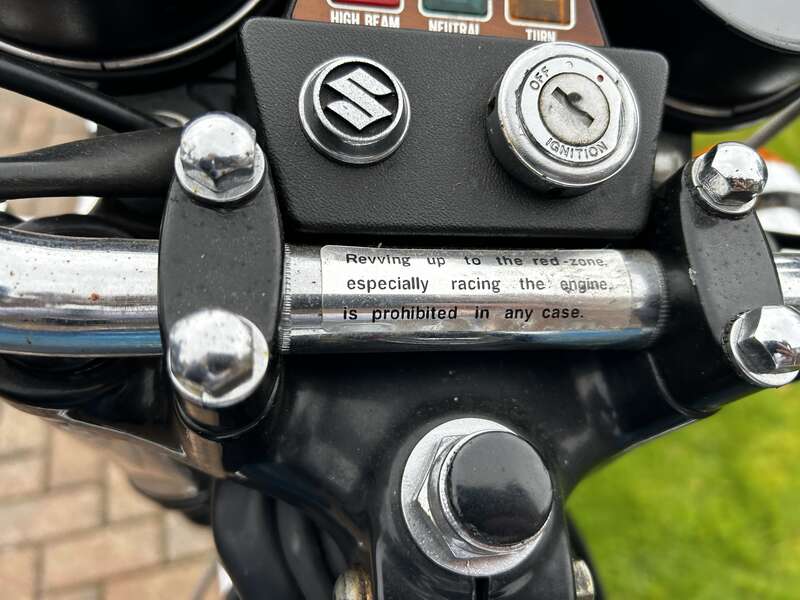 HIGH BEAM NEUTRAL TURN
OFF
IGNITION
Revving up to the red-zone,
especially racing the engine,
is prohibited in any case.